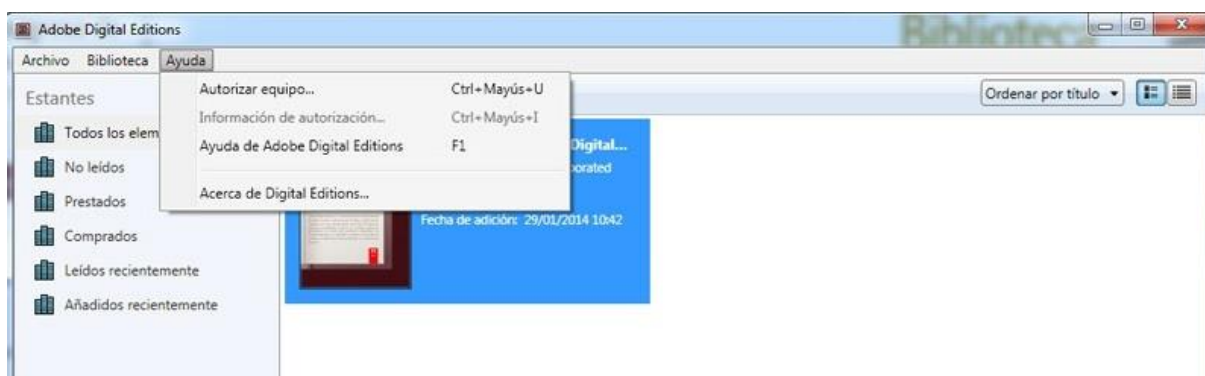 Adobe Digital Editions
Biblioteca
Archivo Biblioteca Ayuda
Autorizar equipo... Ctrl+Mayús+U
Información de autorización... Ctrl+Mayús+I
Ayuda de Adobe Digital Editions F1
Acerca de Digital Editions...
Ordenar por título
Estantes
Todos los elem
No leídos
Prestados
Comprados
Leídos recientemente
Añadidos recientemente
Digital...
orated
Fecha de adición: 29/01/2014 10:42